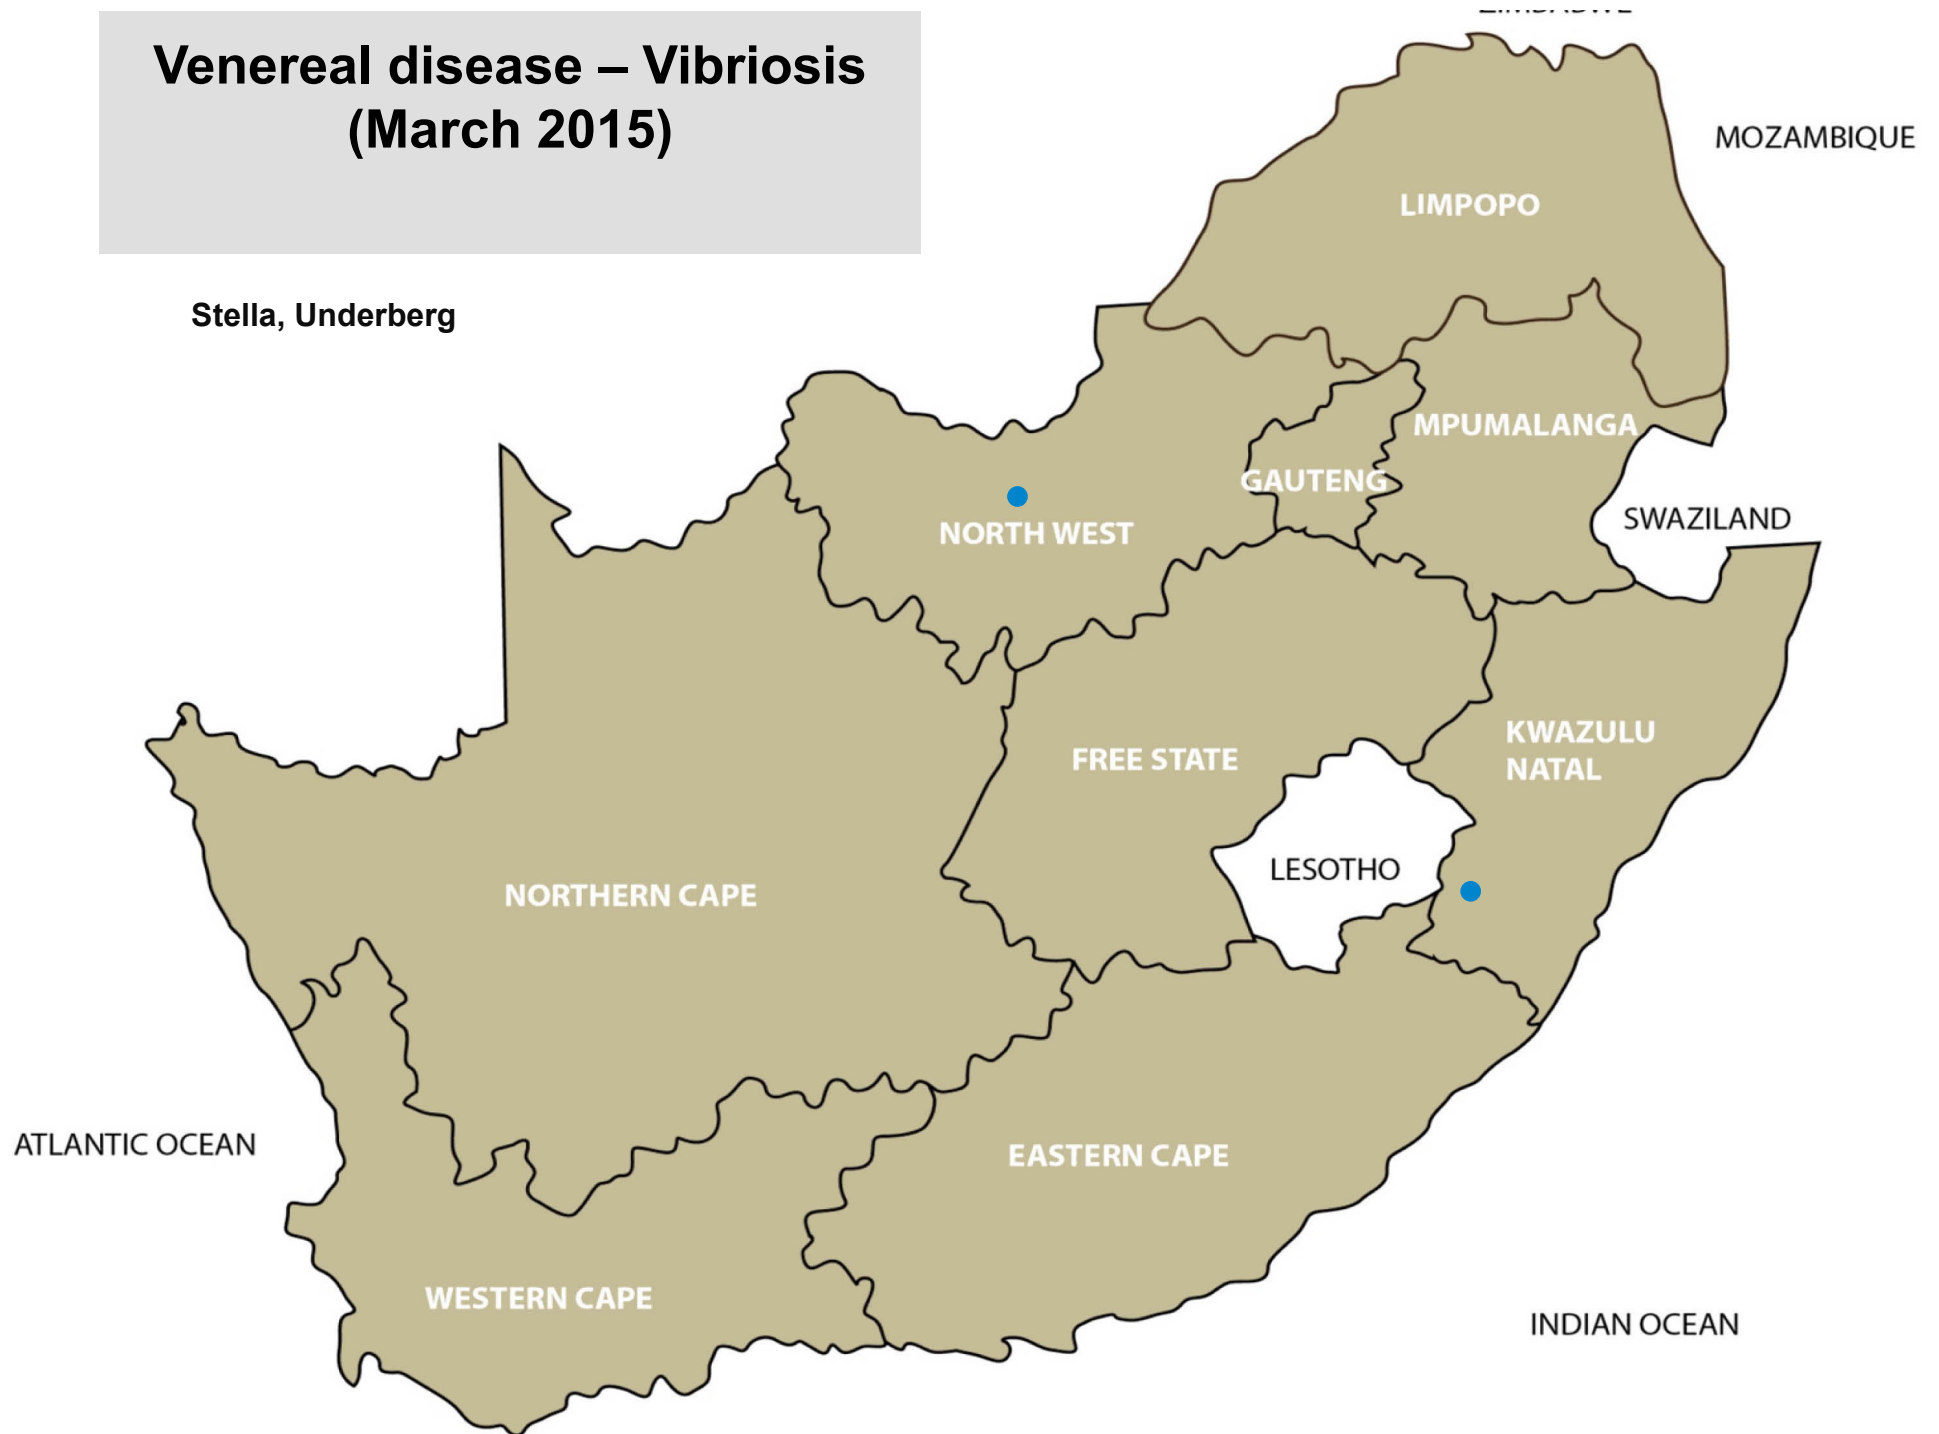 Venereal disease – Vibriosis
(March 2015)
MOZAMBIQUE
LIMPOPO
Stella, Underberg
MPUMALANGA
GAUTENG
SWAZILAND
NORTH WEST
KWAZULU
NATAL
FREE STATE
LESOTHO
NORTHERN CAPE
ATLANTIC OCEAN
EASTERN CAPE
WESTERN CAPE
INDIAN OCEAN